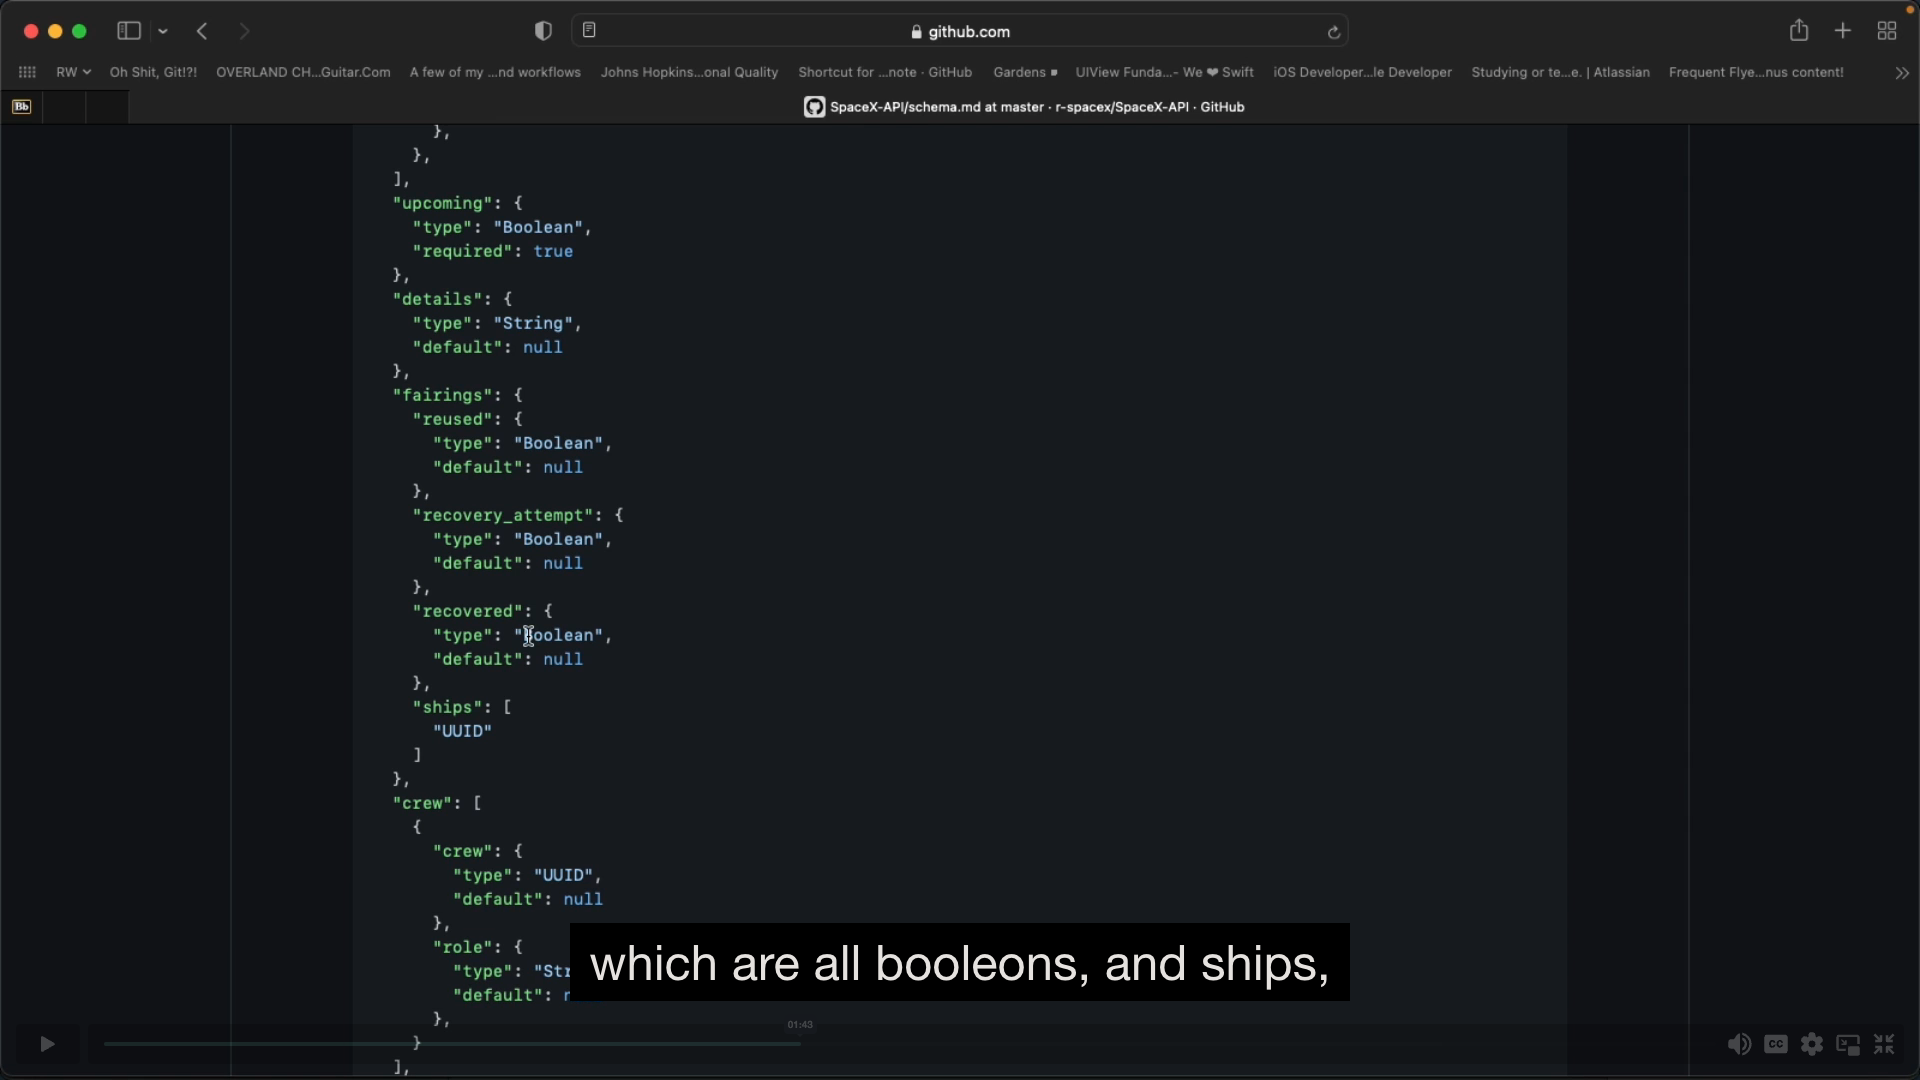 github.com
RW
Oh Shit, Git!?!
OVERLAND CH...Guitar.Com
A few of my ...nd workflows
Johns Hopkins...onal Quality
Shortcut for ...note · GitHub
Gardens
UIView Funda...- We ❤ Swift
iOS Developer...le Developer
Studying or te...e. | Atlassian
Frequent Flye...nus content!
Bb
SpaceX-API/schema.md at master · r-spacex/SpaceX-API · GitHub
},
},
],
"upcoming": {
"type": "Boolean",
"required": true
},
"details": {
"type": "String",
"default": null
},
"fairings": {
"reused": {
"type": "Boolean",
"default": null
},
"recovery_attempt": {
"type": "Boolean",
"default": null
},
"recovered": {
"type": "Boolean",
"default": null
},
"ships": [
"UUID"
]
},
"crew": [
{
"crew": {
"type": "UUID",
"default": null
},
"role": {
"type": "Str
"default": n
},
}
],
which are all booleons, and ships,
01:43
CC